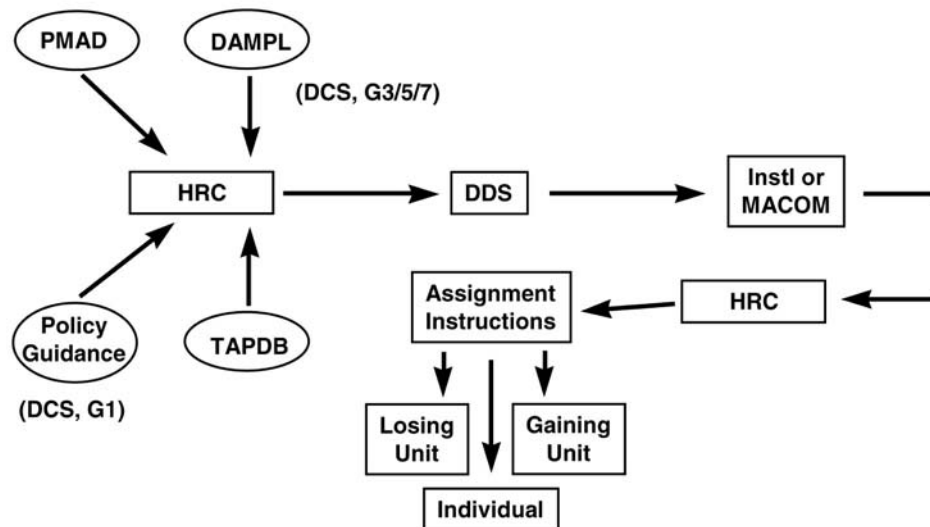 PMAD
DAMPL
(DCS, G3/5/7)
HRC
DDS
Instl or
MACOM
Policy
Guidance
(DCS, G1)
TAPDB
Assignment
Instructions
HRC
Losing
Unit
Gaining
Unit
Individual